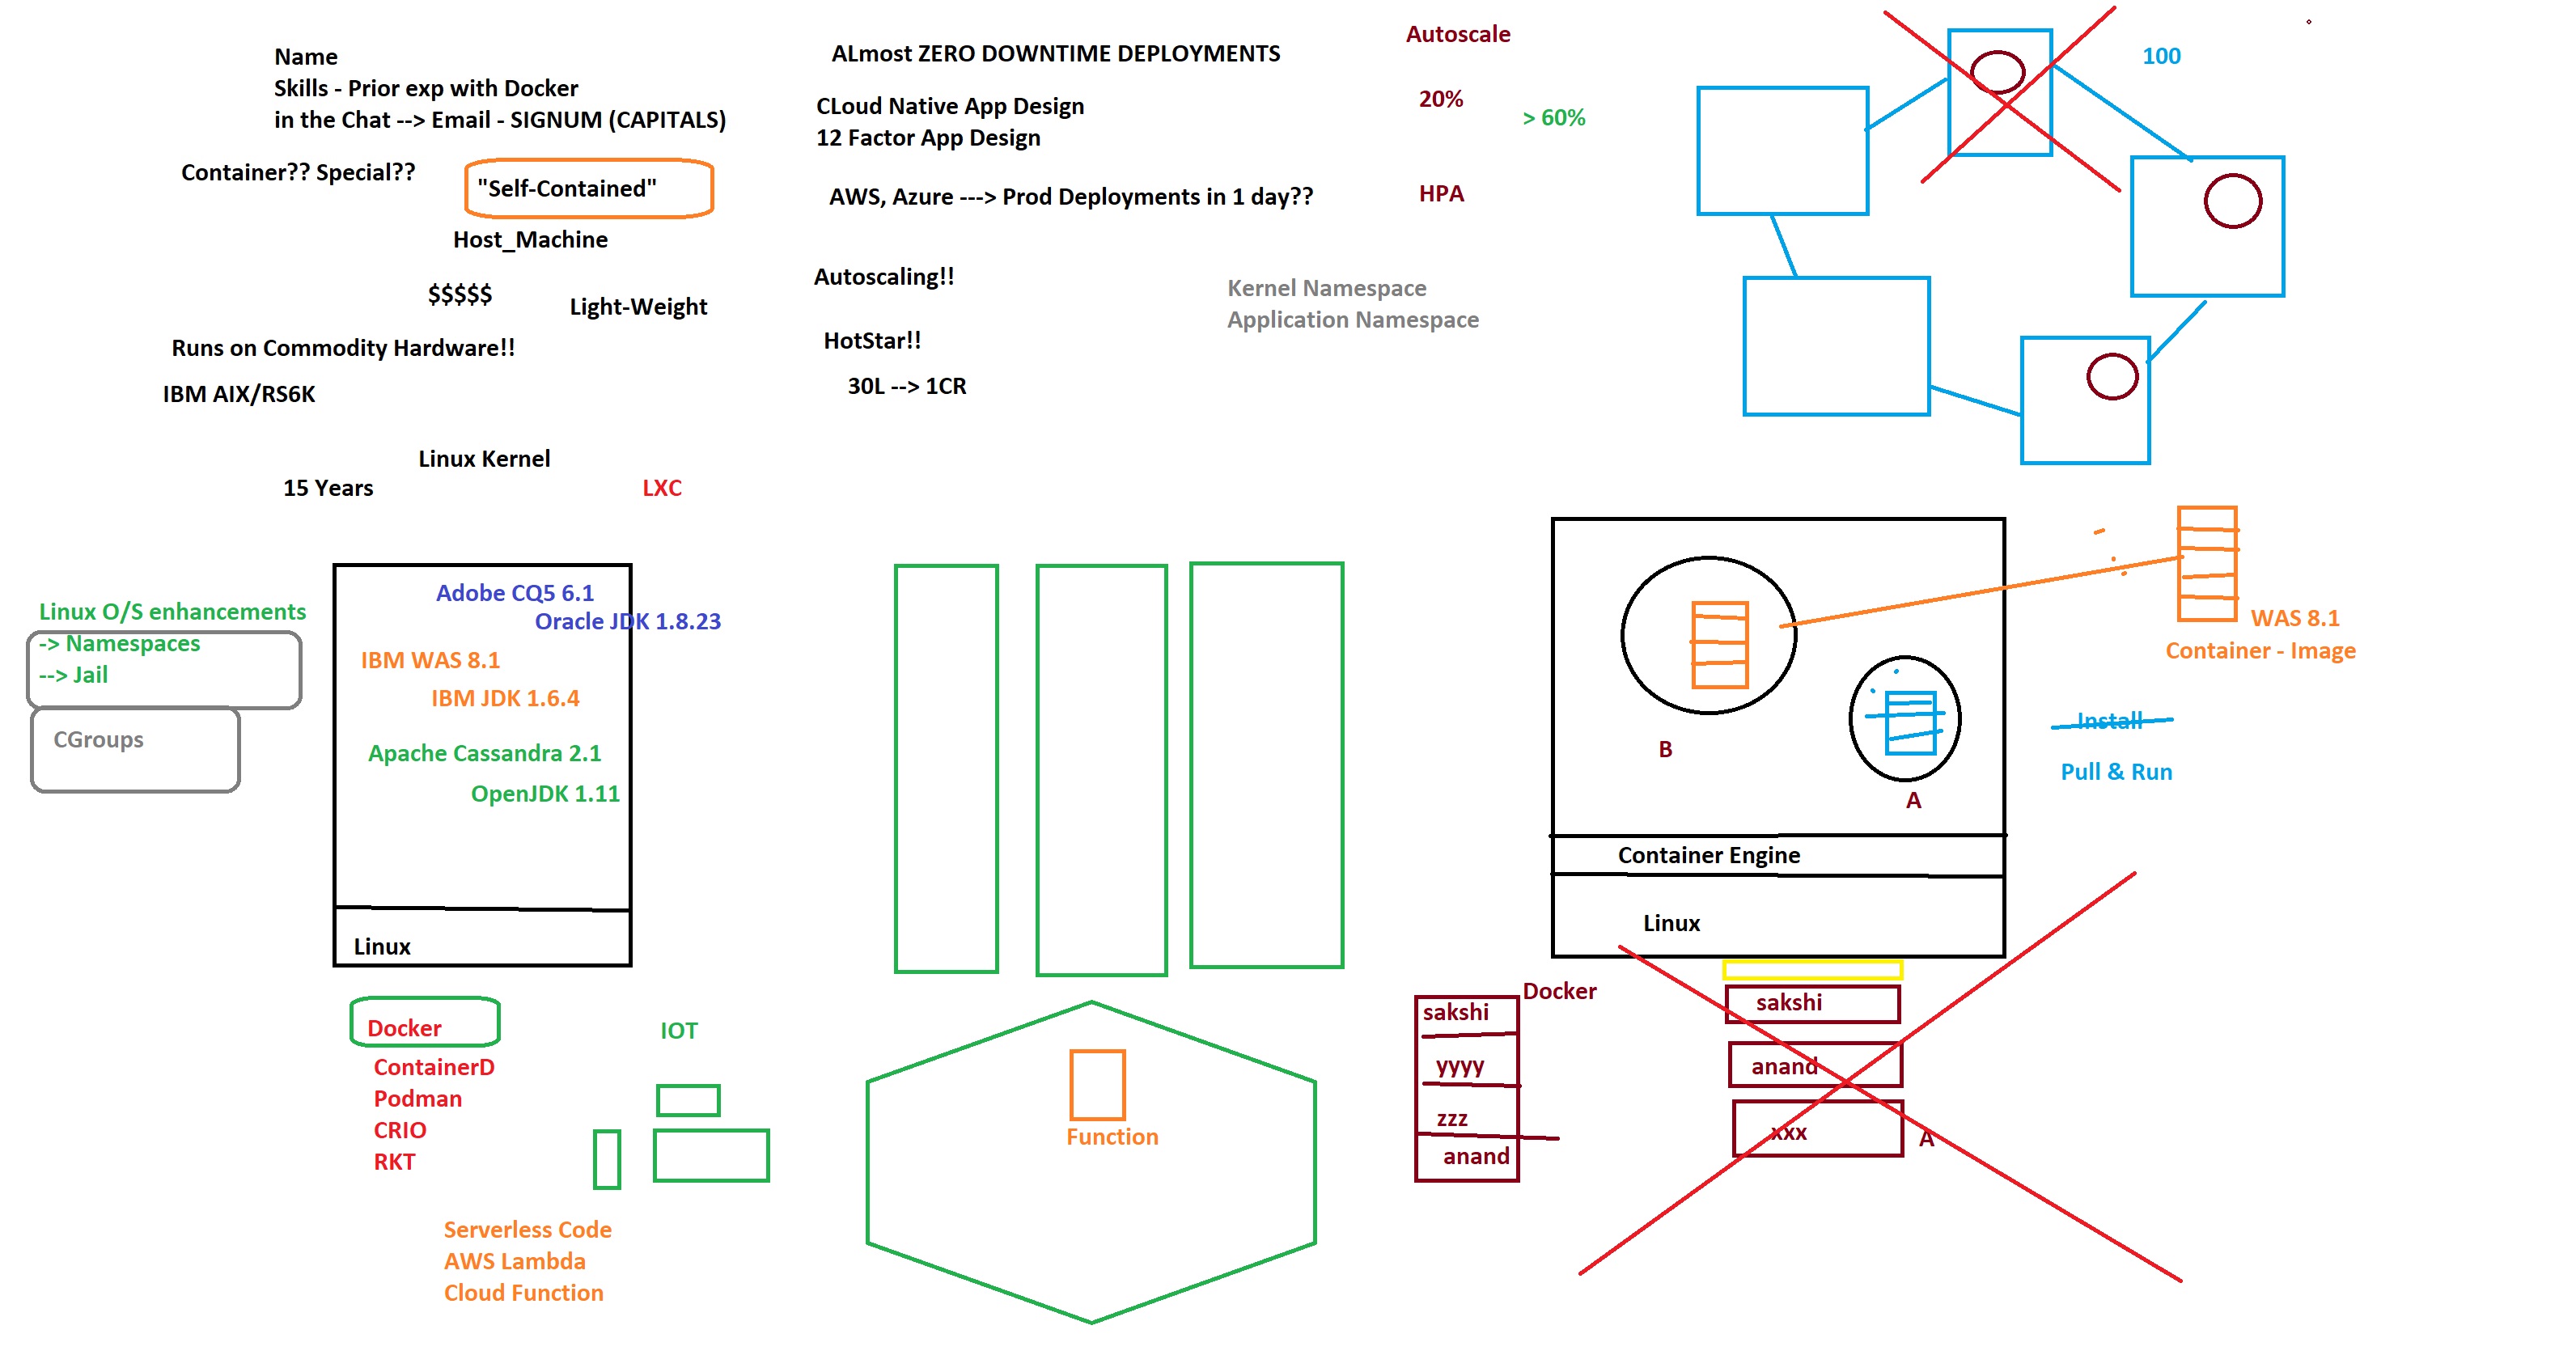 Name
Skills - Prior exp with Docker
in the Chat --> Email - SIGNUM (CAPITALS)
Container?? Special??
"Self-Contained"
Host_Machine
$$$$$
Light-Weight
Runs on Commodity Hardware!!
IBM AIX/RS6K
Linux Kernel
15 Years
LXC
ALmost ZERO DOWNTIME DEPLOYMENTS
CLoud Native App Design
12 Factor App Design
AWS, Azure ---> Prod Deployments in 1 day??
Autoscaling!!
HotStar!!
30L --> 1CR
Autoscale
20%
> 60%
HPA
Kernel Namespace
Application Namespace
100
Linux O/S enhancements
-> Namespaces
--> Jail
CGroups
Adobe CQ5 6.1
Oracle JDK 1.8.23
IBM WAS 8.1
IBM JDK 1.6.4
Apache Cassandra 2.1
OpenJDK 1.11
Linux
B
A
Container Engine
Linux
WAS 8.1
Container - Image
Install
Pull & Run
Docker
ContainerD
Podman
CRIO
RKT
IOT
Serverless Code
AWS Lambda
Cloud Function
Function
Docker
sakshi
yyyy
zzz
anand
sakshi
anand
xxx
A